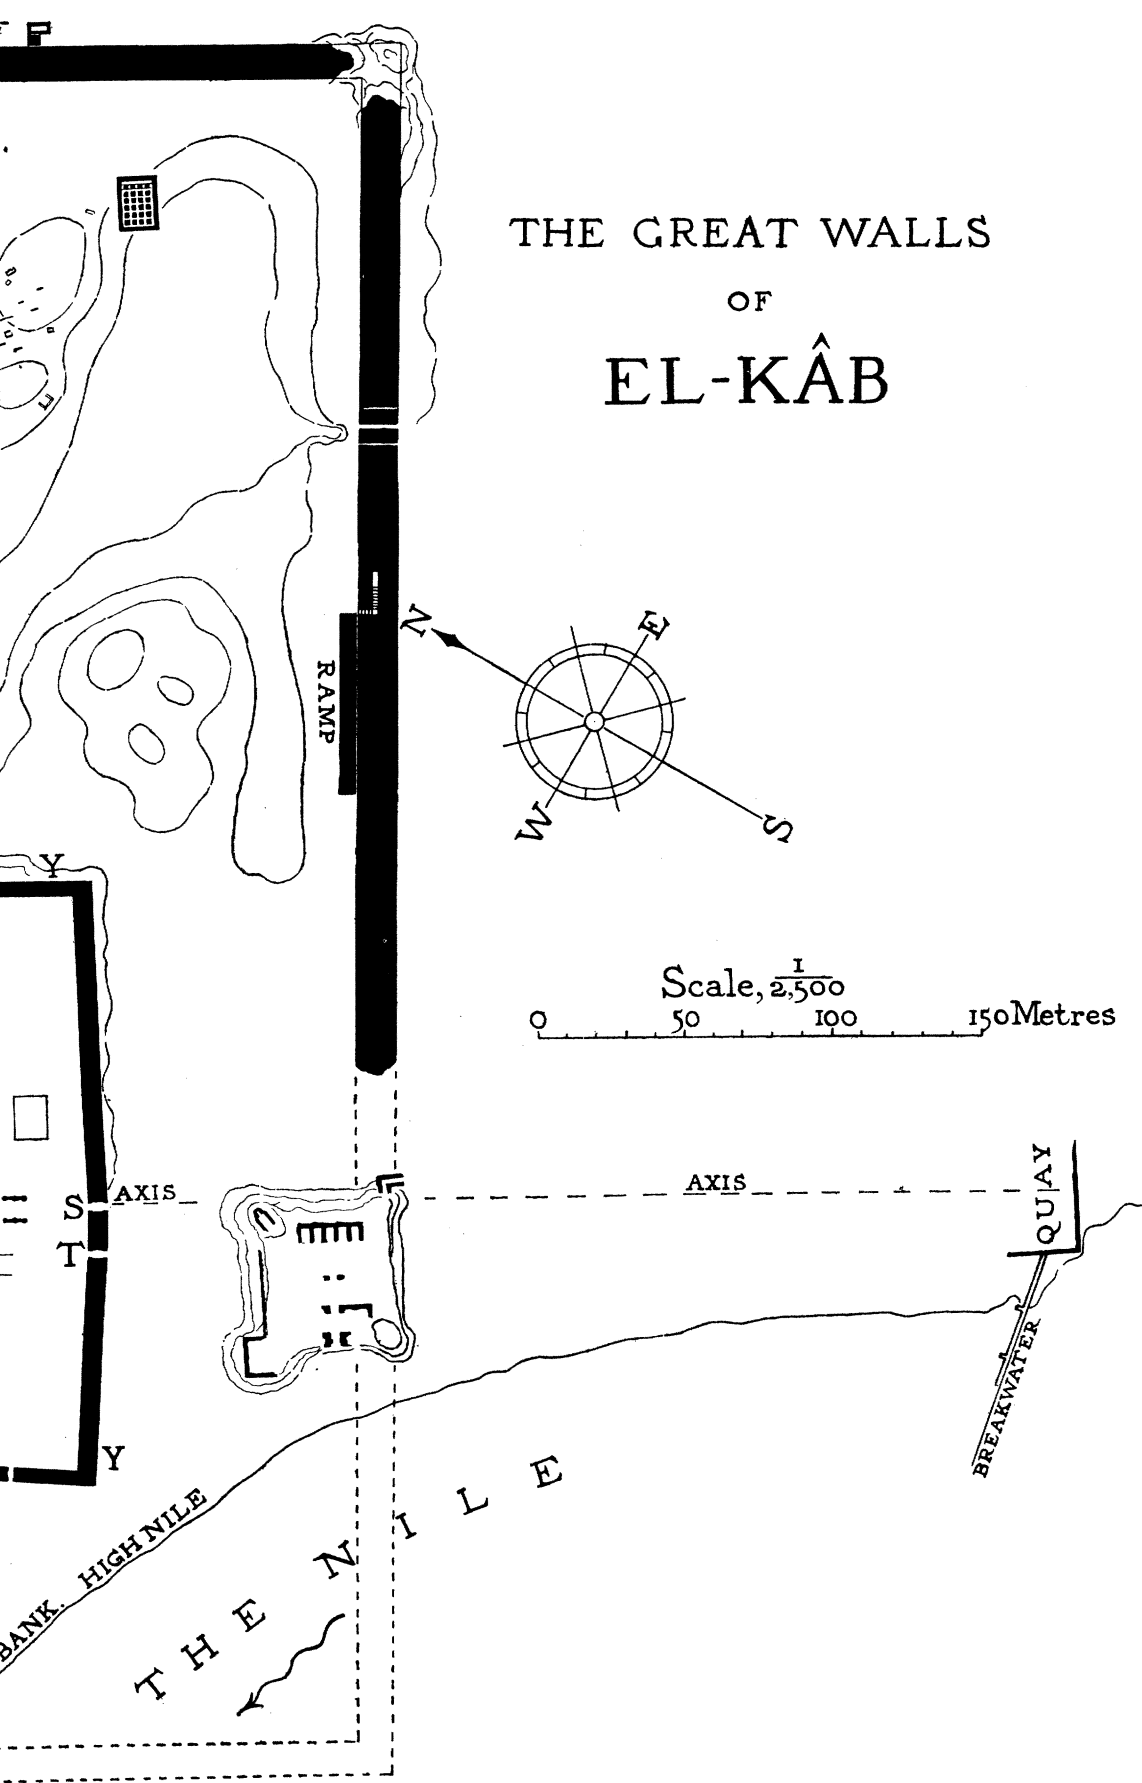 F P
THE GREAT WALLS
OF
EL-KÂB
N
E
RAMP
W
S
Y
Scale, 1/2,500
0 50 100 150 Metres
QUAY
S
AXIS
AXIS
T
BREAKWATER
Y
BANK. HIGH NILE
THE NILE